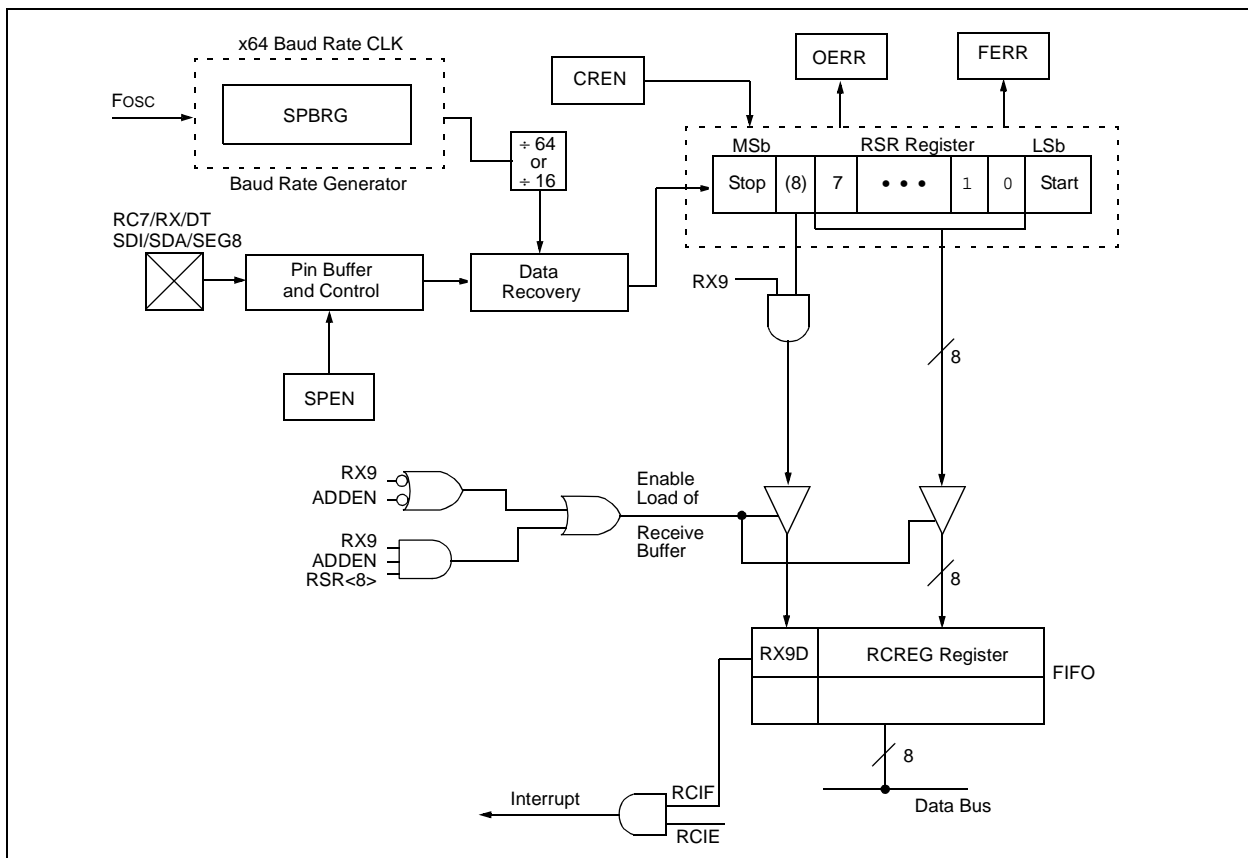 x64 Baud Rate CLK
FOSC
SPBRG
Baud Rate Generator
÷ 64
or
÷ 16
CREN
OERR
FERR
MSb
RSR Register
LSb
Stop
(8)
7
• • •
1
0
Start
RC7/RX/DT
SDI/SDA/SEG8
Pin Buffer
and Control
Data
Recovery
SPEN
RX9
8
RX9
ADDEN
RX9
ADDEN
RSR<8>
Enable
Load of
Receive
Buffer
8
RX9D
RCREG Register
FIFO
8
Data Bus
Interrupt
RCIF
RCIE